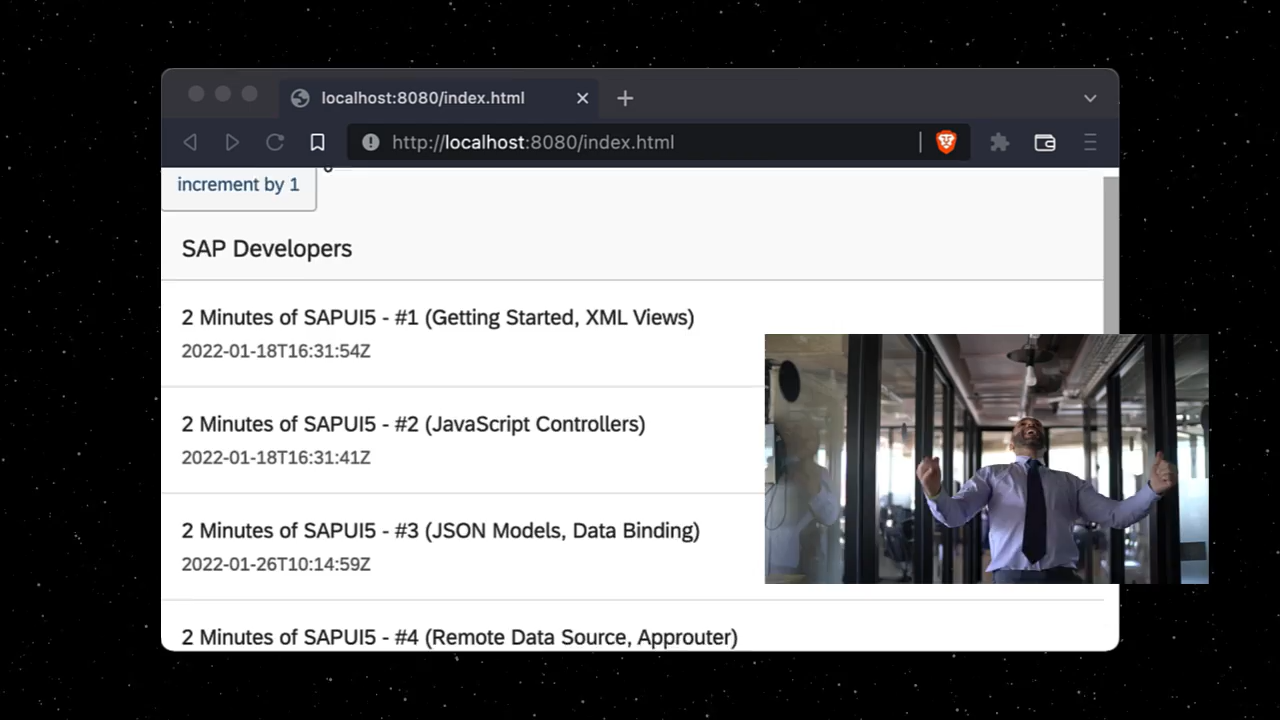 localhost:8080/index.html
http://localhost:8080/index.html
increment by 1
SAP Developers
2 Minutes of SAPUI5 - #1 (Getting Started, XML Views)
2022-01-18T16:31:54Z
2 Minutes of SAPUI5 - #2 (JavaScript Controllers)
2022-01-18T16:31:41Z
2 Minutes of SAPUI5 - #3 (JSON Models, Data Binding)
2022-01-26T10:14:59Z
2 Minutes of SAPUI5 - #4 (Remote Data Source, Approuter)